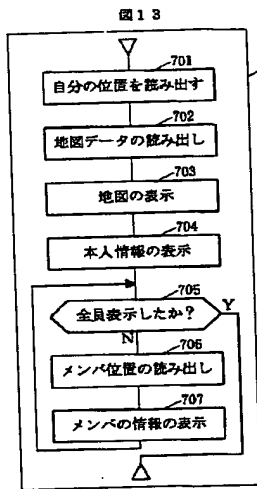 図13
701
自分の位置を読み出す
702
地図データの読み出し
703
地図の表示
704
本人情報の表示
705
全員表示したか?
Y
N
706
メンバ位置の読み出し
707
メンバの情報の表示